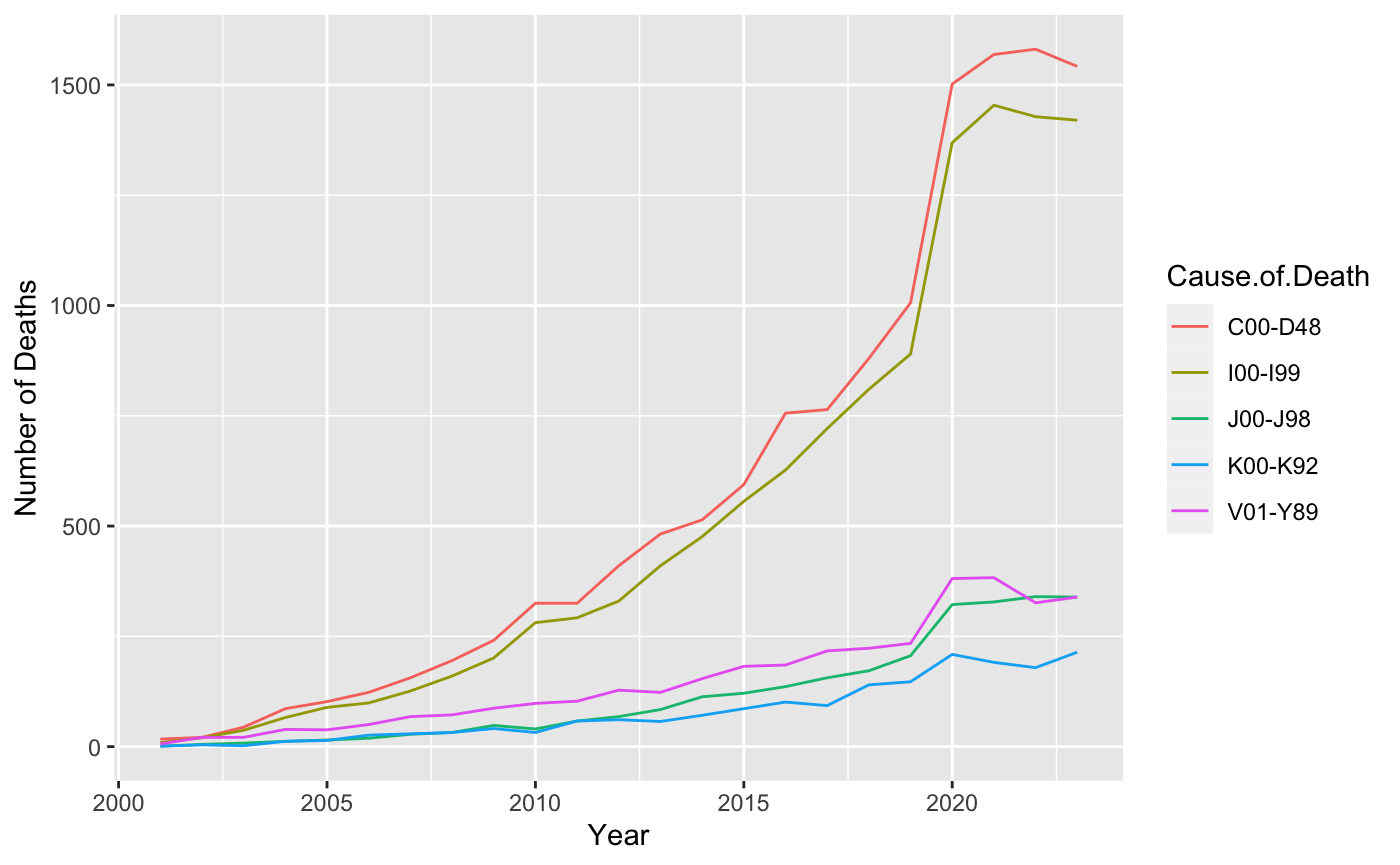 1500
1000
500
0
Number of Deaths
2000
2005
2010
2015
2020
Year
Cause.of.Death
C00-D48
I00-I99
J00-J98
K00-K92
V01-Y89